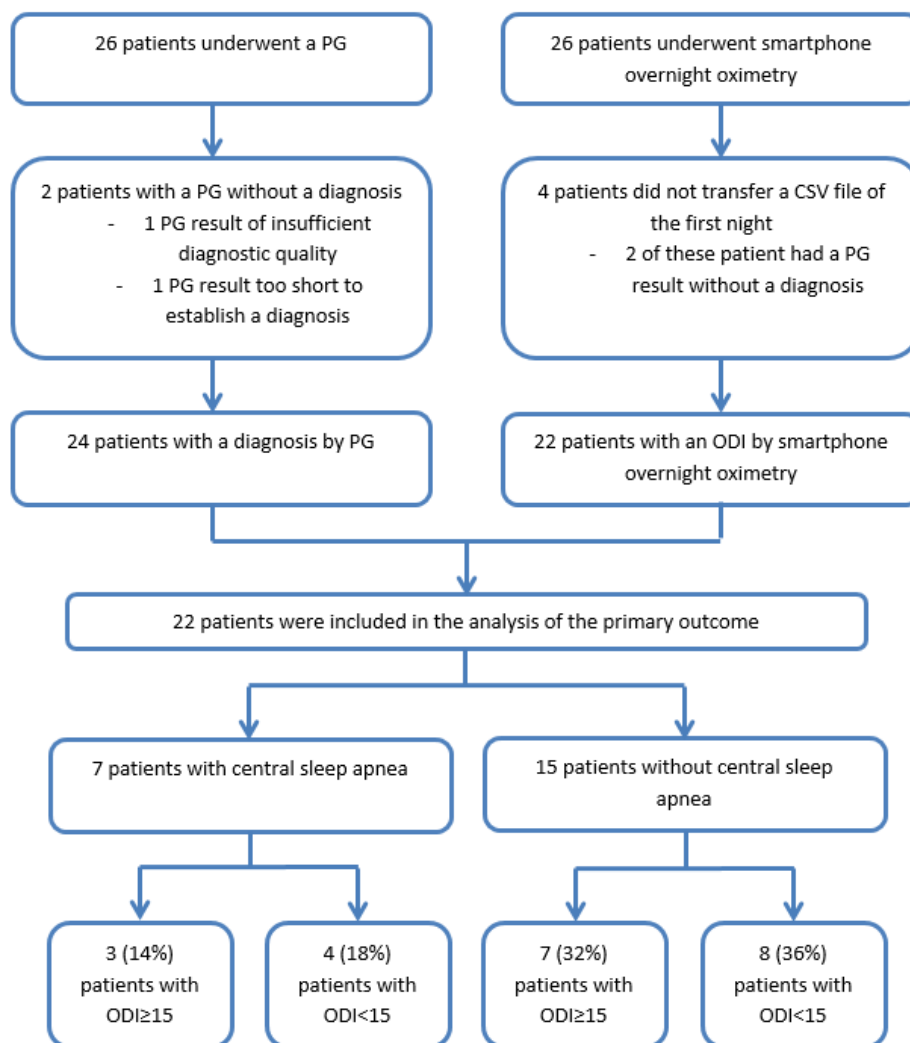 26 patients underwent a PG
26 patients underwent smartphone
overnight oximetry
2 patients with a PG without a diagnosis
- 1 PG result of insufficient
diagnostic quality
- 1 PG result too short to
establish a diagnosis
4 patients did not transfer a CSV file of
the first night
- 2 of these patient had a PG
result without a diagnosis
24 patients with a diagnosis by PG
22 patients with an ODI by smartphone
overnight oximetry
22 patients were included in the analysis of the primary outcome
7 patients with central sleep apnea
15 patients without central sleep
apnea
3 (14%)
patients with
ODI≥15
4 (18%)
patients with
ODI<15
7 (32%)
patients with
ODI≥15
8 (36%)
patients with
ODI<15